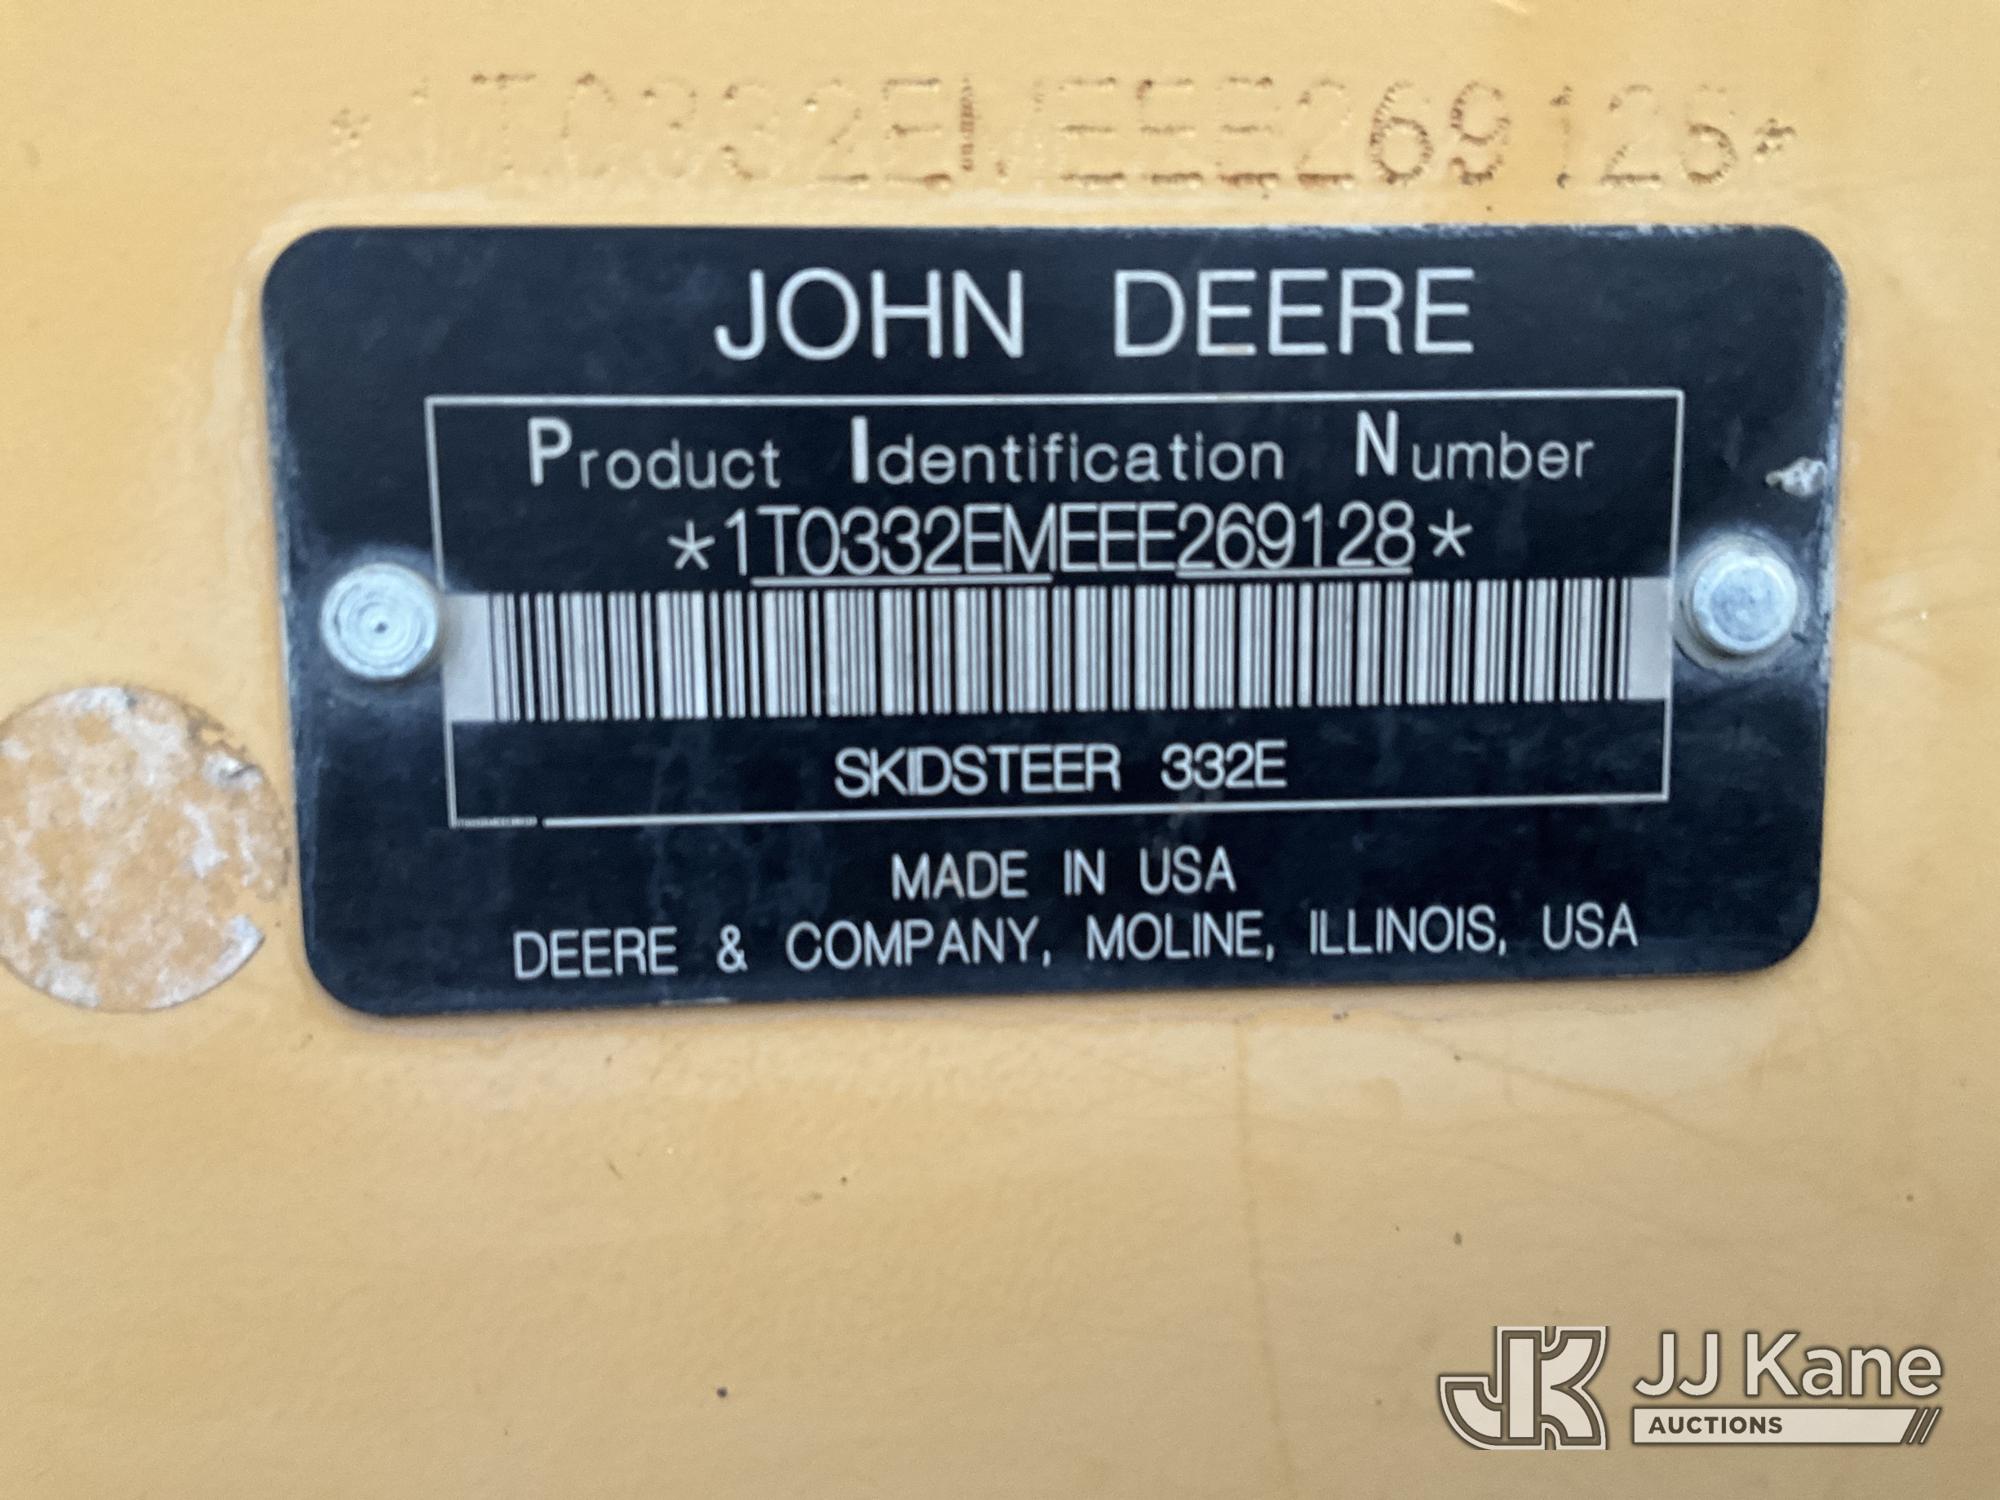 *1T0332EMEEE269128*
JOHN DEERE
Product Identification Number
*1T0332EMEEE269128*
SKIDSTEER 332E
MADE IN USA
DEERE & COMPANY, MOLINE, ILLINOIS, USA
JK JJ Kane
AUCTIONS